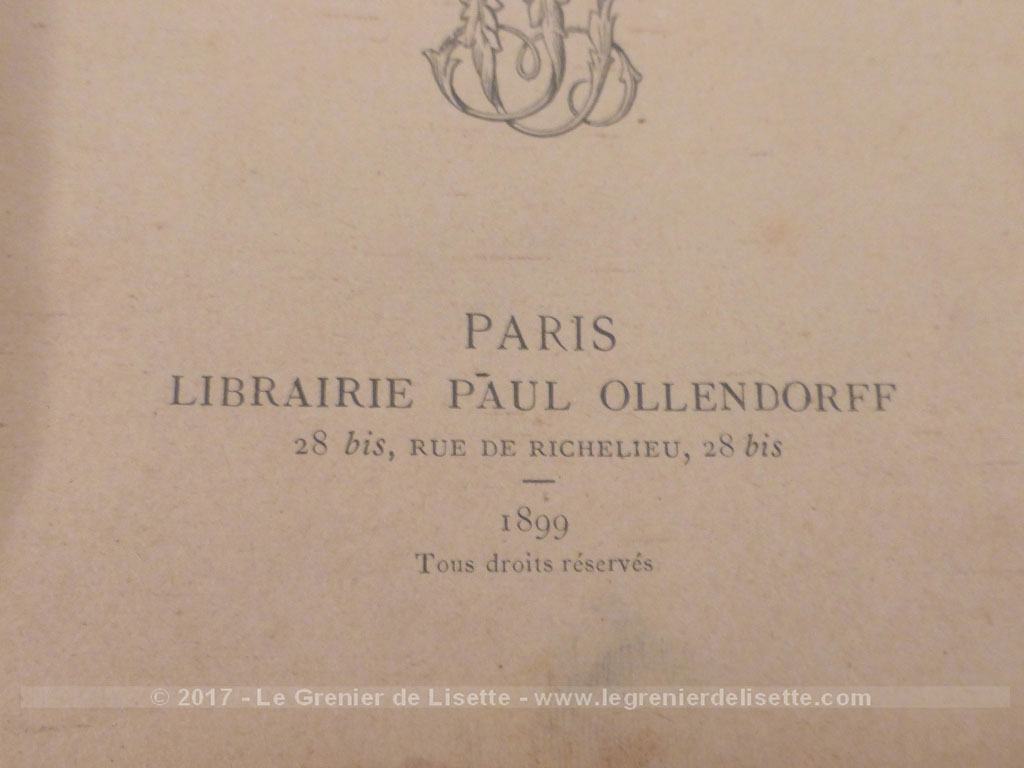 PARIS
LIBRAIRIE PAUL OLLENDORFF
28 bis, RUE DE RICHELIEU, 28 bis
1899
Tous droits réservés
© 2017 - Le Grenier de Lisette - www.legrenierdelisette.com